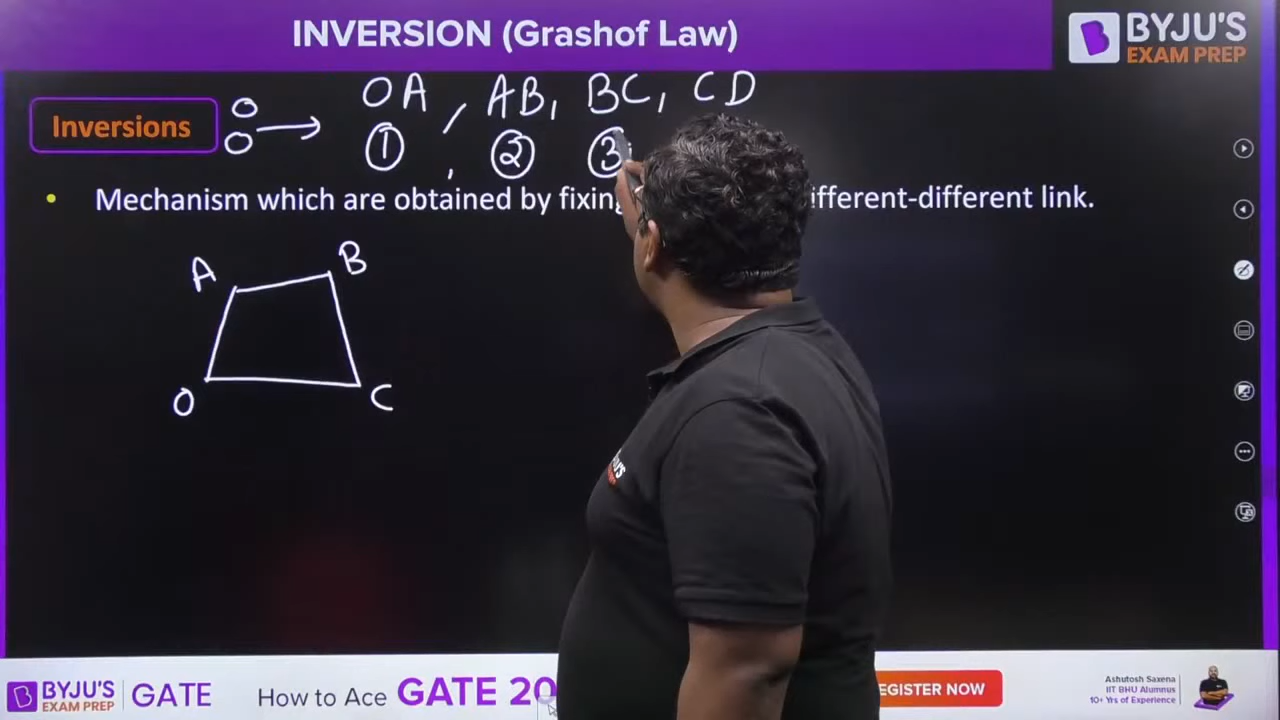 INVERSION (Grashof Law)
BYJU'S
EXAM PREP
OA, AB, BC, CD
Inversions
1, 2, 3
Mechanism which are obtained by fixing ifferent-different link.
A
B
O
C
BYJU'S
EXAM PREP
GATE
How to Ace GATE 20
EGISTER NOW
Ashutosh Saxena
IIT BHU Alumnus
10+ Yrs of Experience